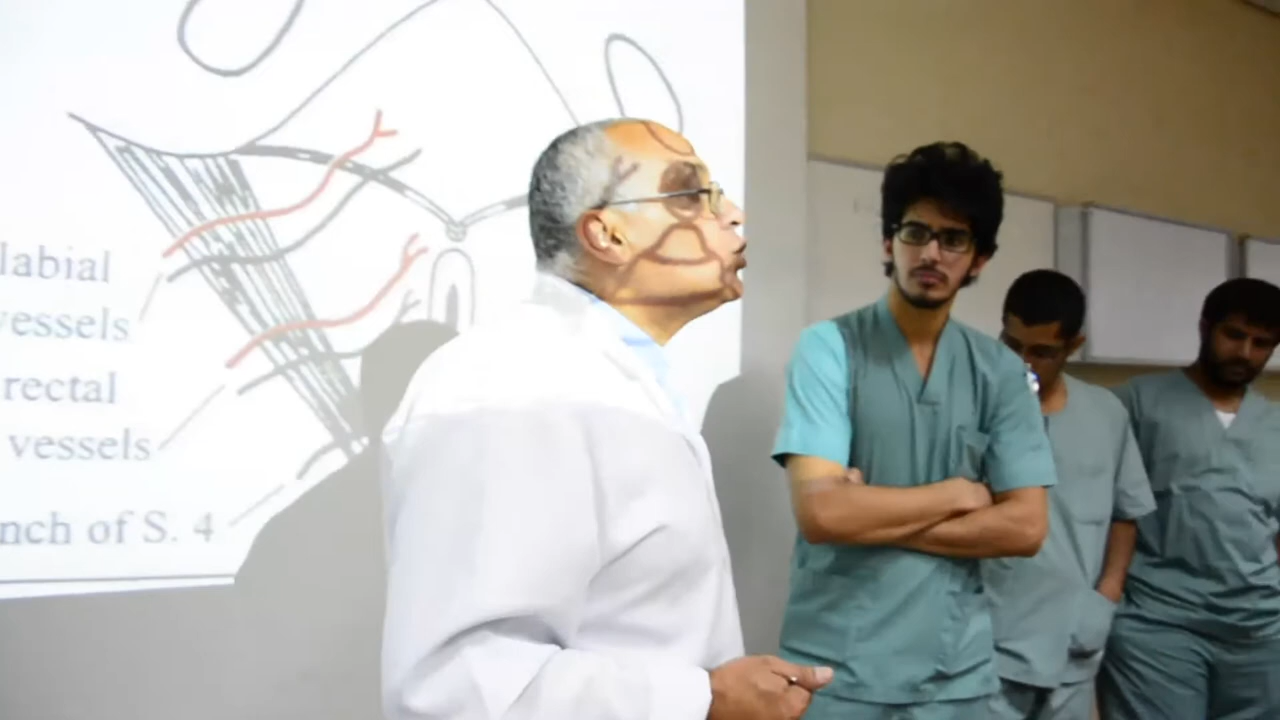 labial
vessels
rectal
vessels
nch of S. 4